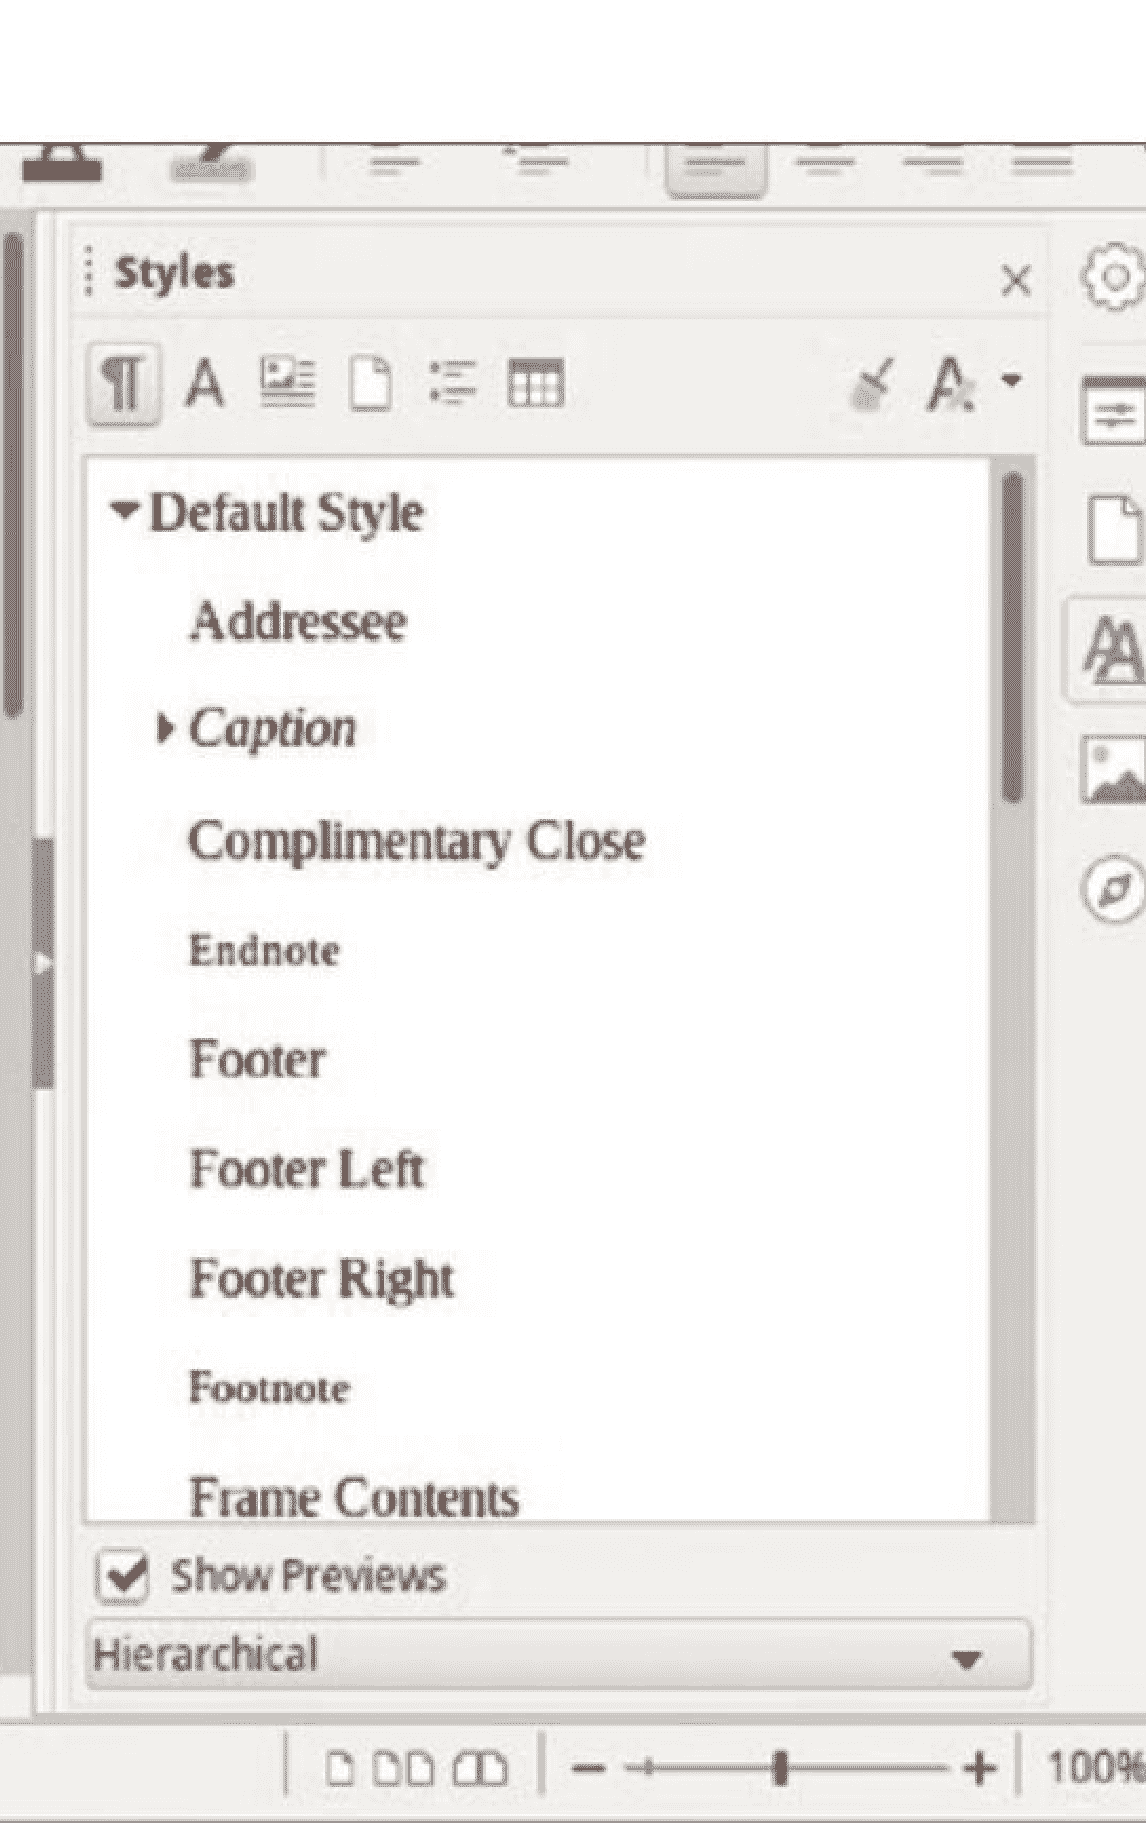 Styles
Default Style
Addressee
Caption
Complimentary Close
Endnote
Footer
Footer Left
Footer Right
Footnote
Frame Contents
Show Previews
Hierarchical
100%